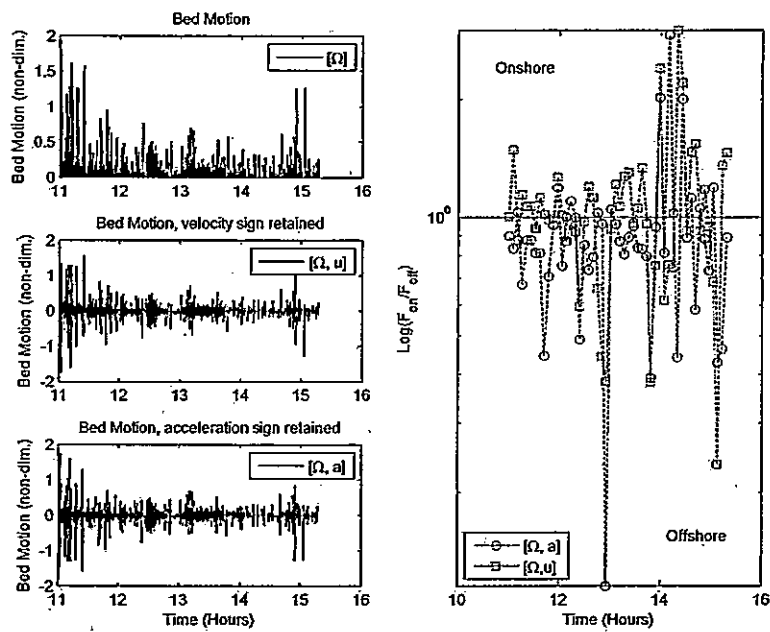 Bed Motion
Bed Motion (non-dim.)
2
1.5
1
0.5
0
[Ω]
11 12 13 14 15 16
Bed Motion, velocity sign retained
Bed Motion (non-dim.)
2
1
0
-1
-2
[Ω, u]
11 12 13 14 15 16
Bed Motion, acceleration sign retained
Bed Motion (non-dim.)
2
1
0
-1
-2
[Ω, a]
11 12 13 14 15 16
Time (Hours)
Onshore
Log(F_on/F_off)
10⁰
Offshore
[Ω, a]
[Ω,u]
10 12 14 16
Time (Hours)